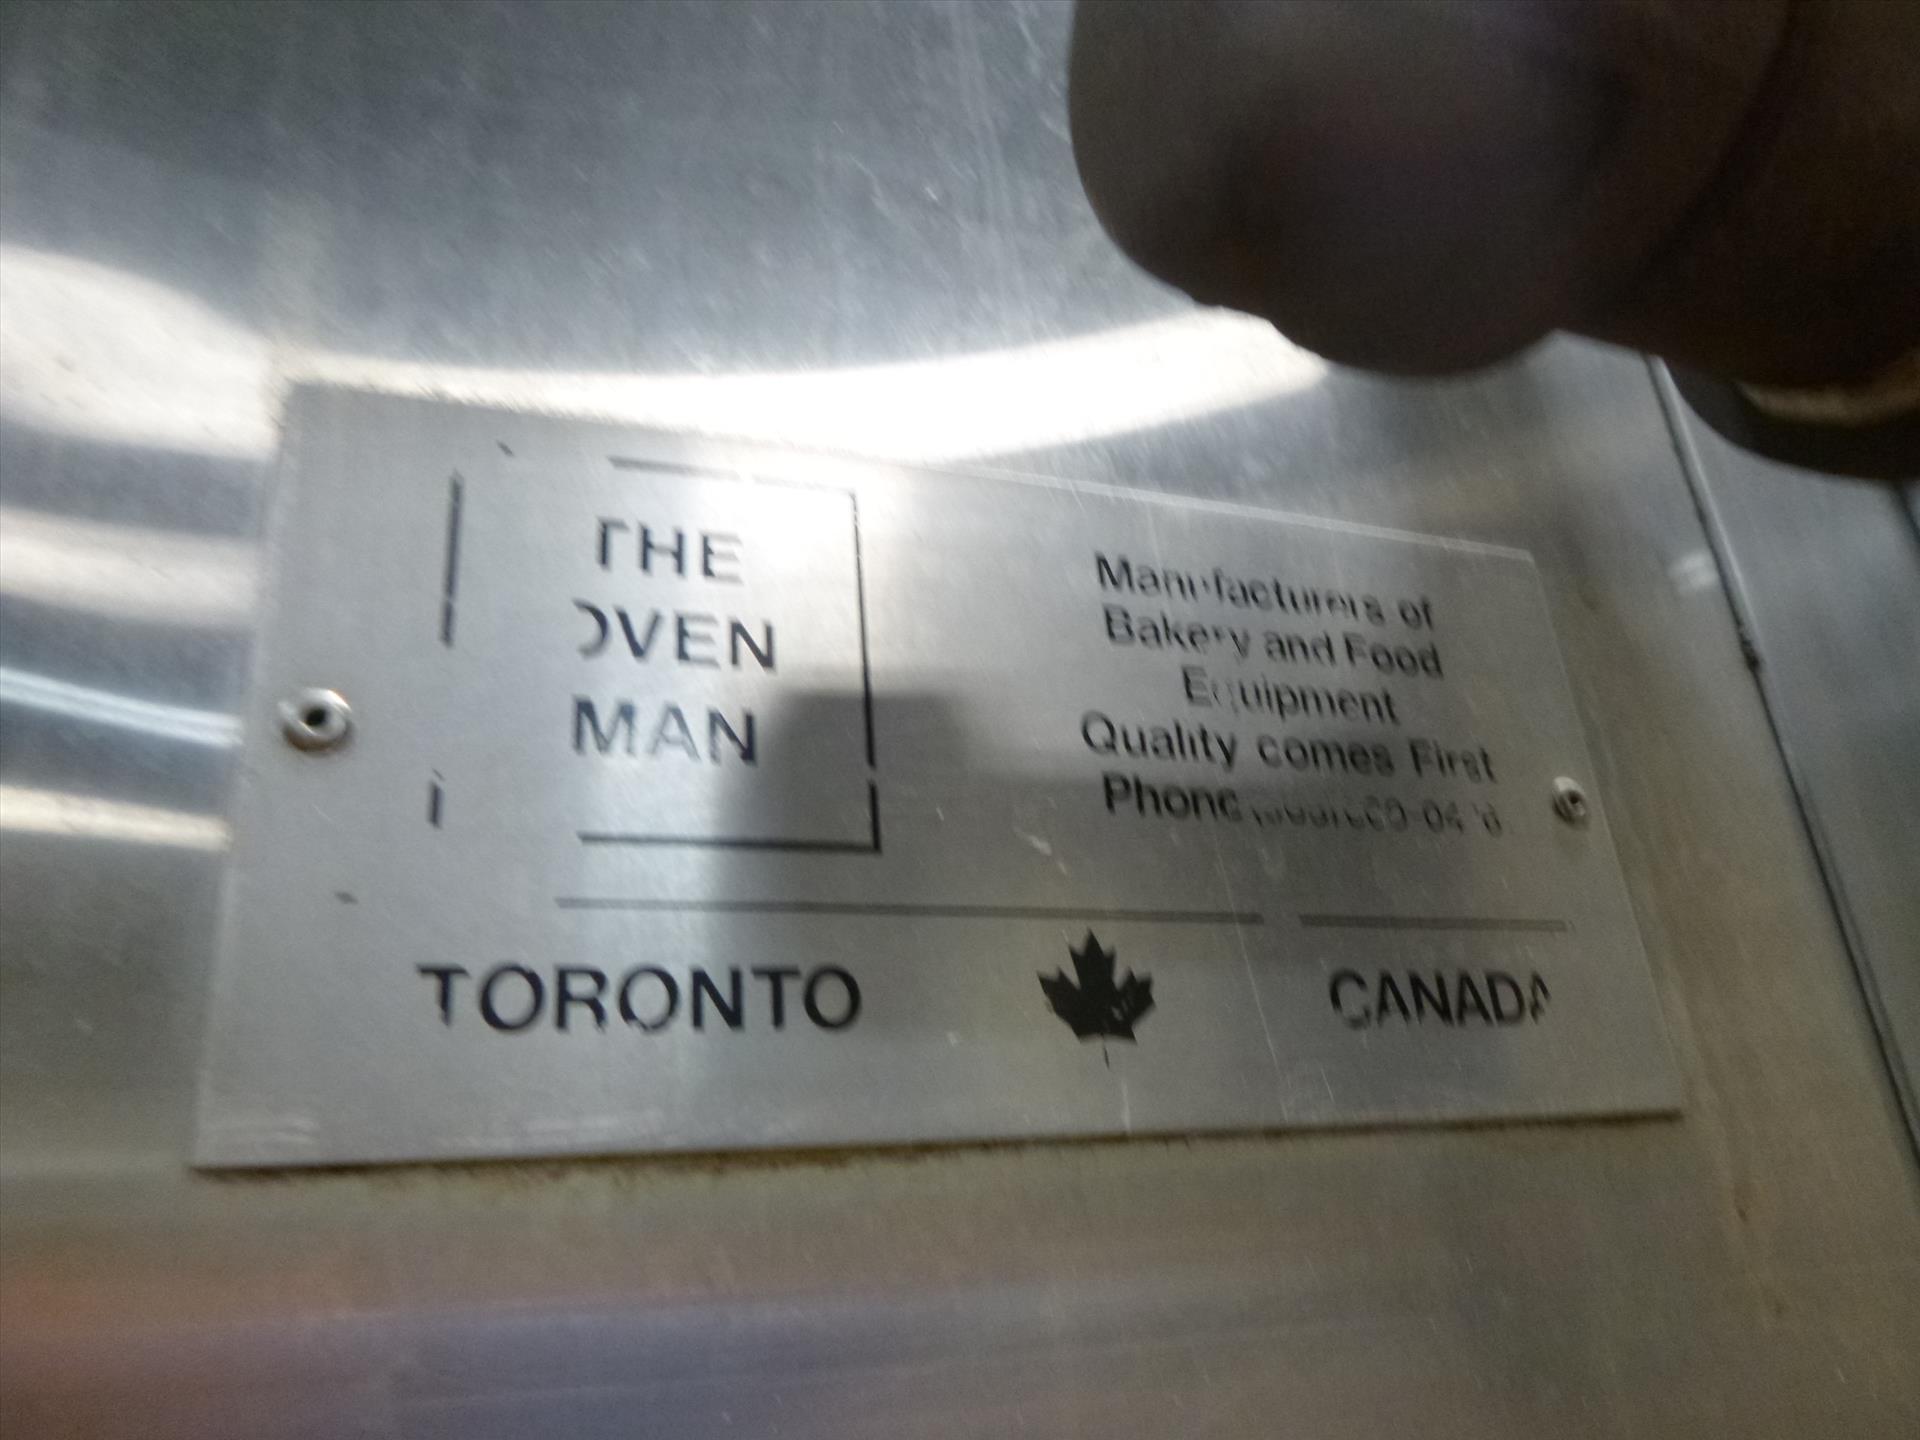 THE
OVEN
MAN
Manufacturers of
Bakery and Food
Equipment
Quality comes First
Phone
TORONTO CANADA